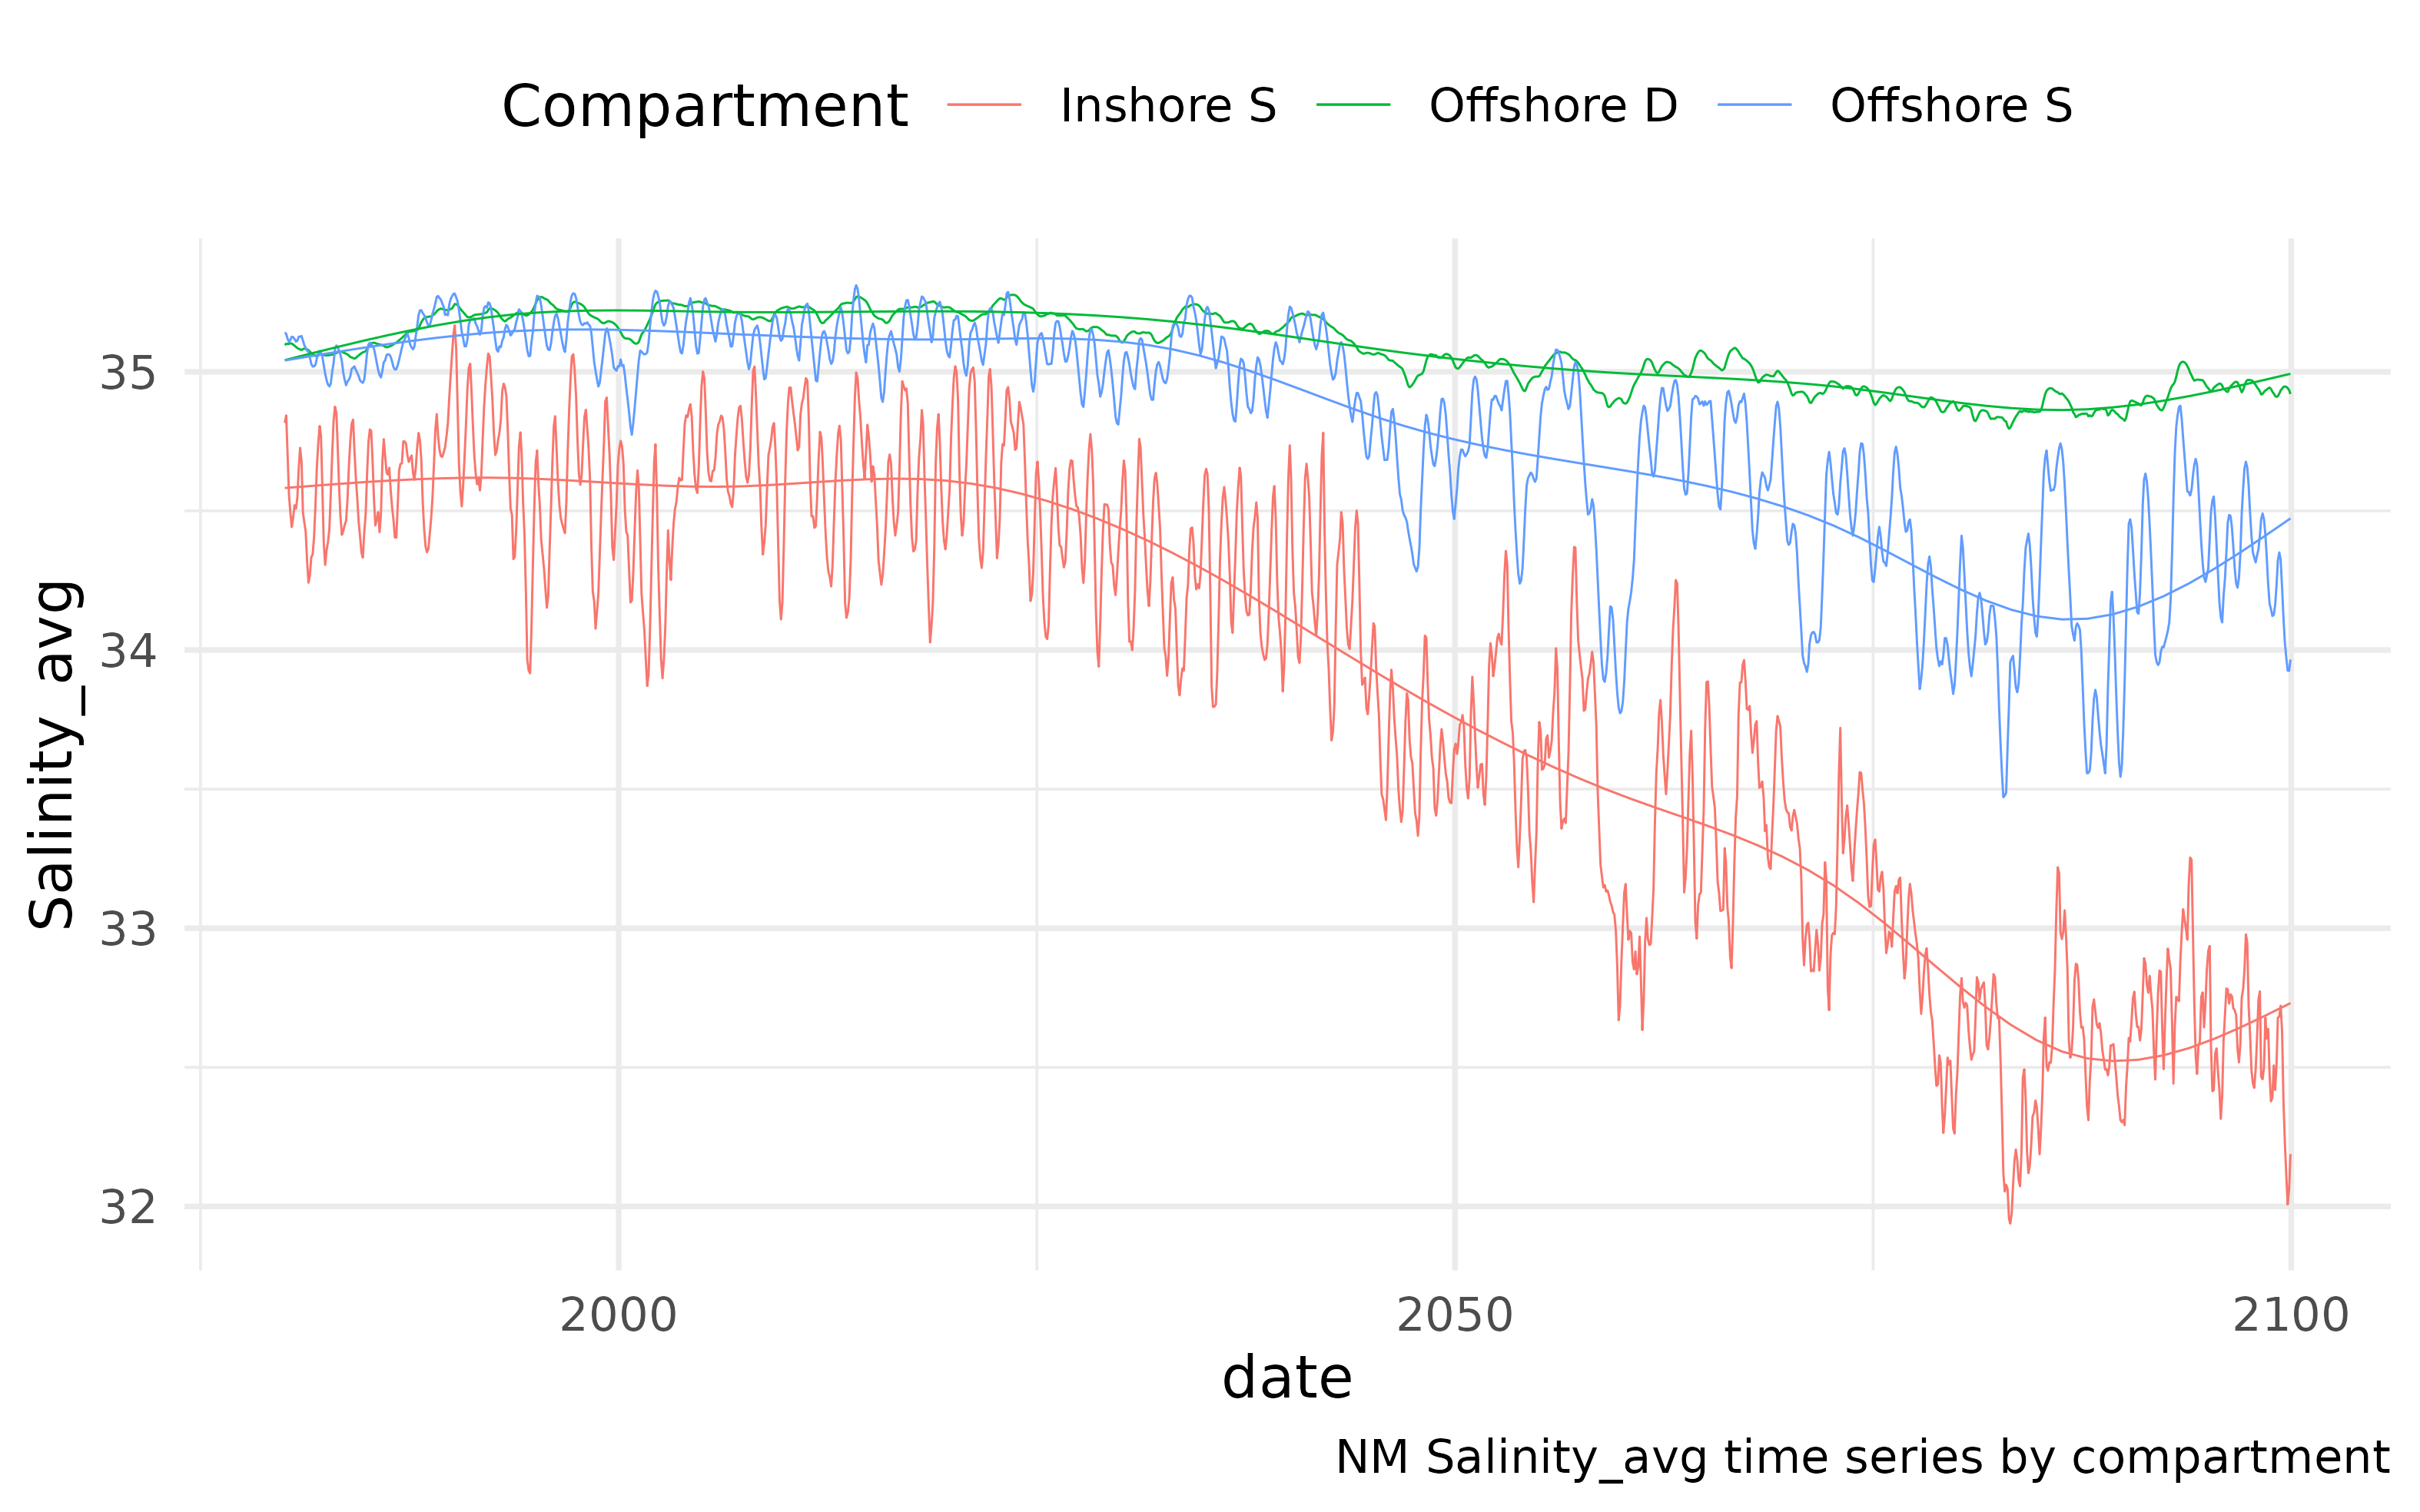 Compartment Inshore S Offshore D Offshore S
Salinity_avg
35
34
33
32
2000 2050 2100
date
NM Salinity_avg time series by compartment